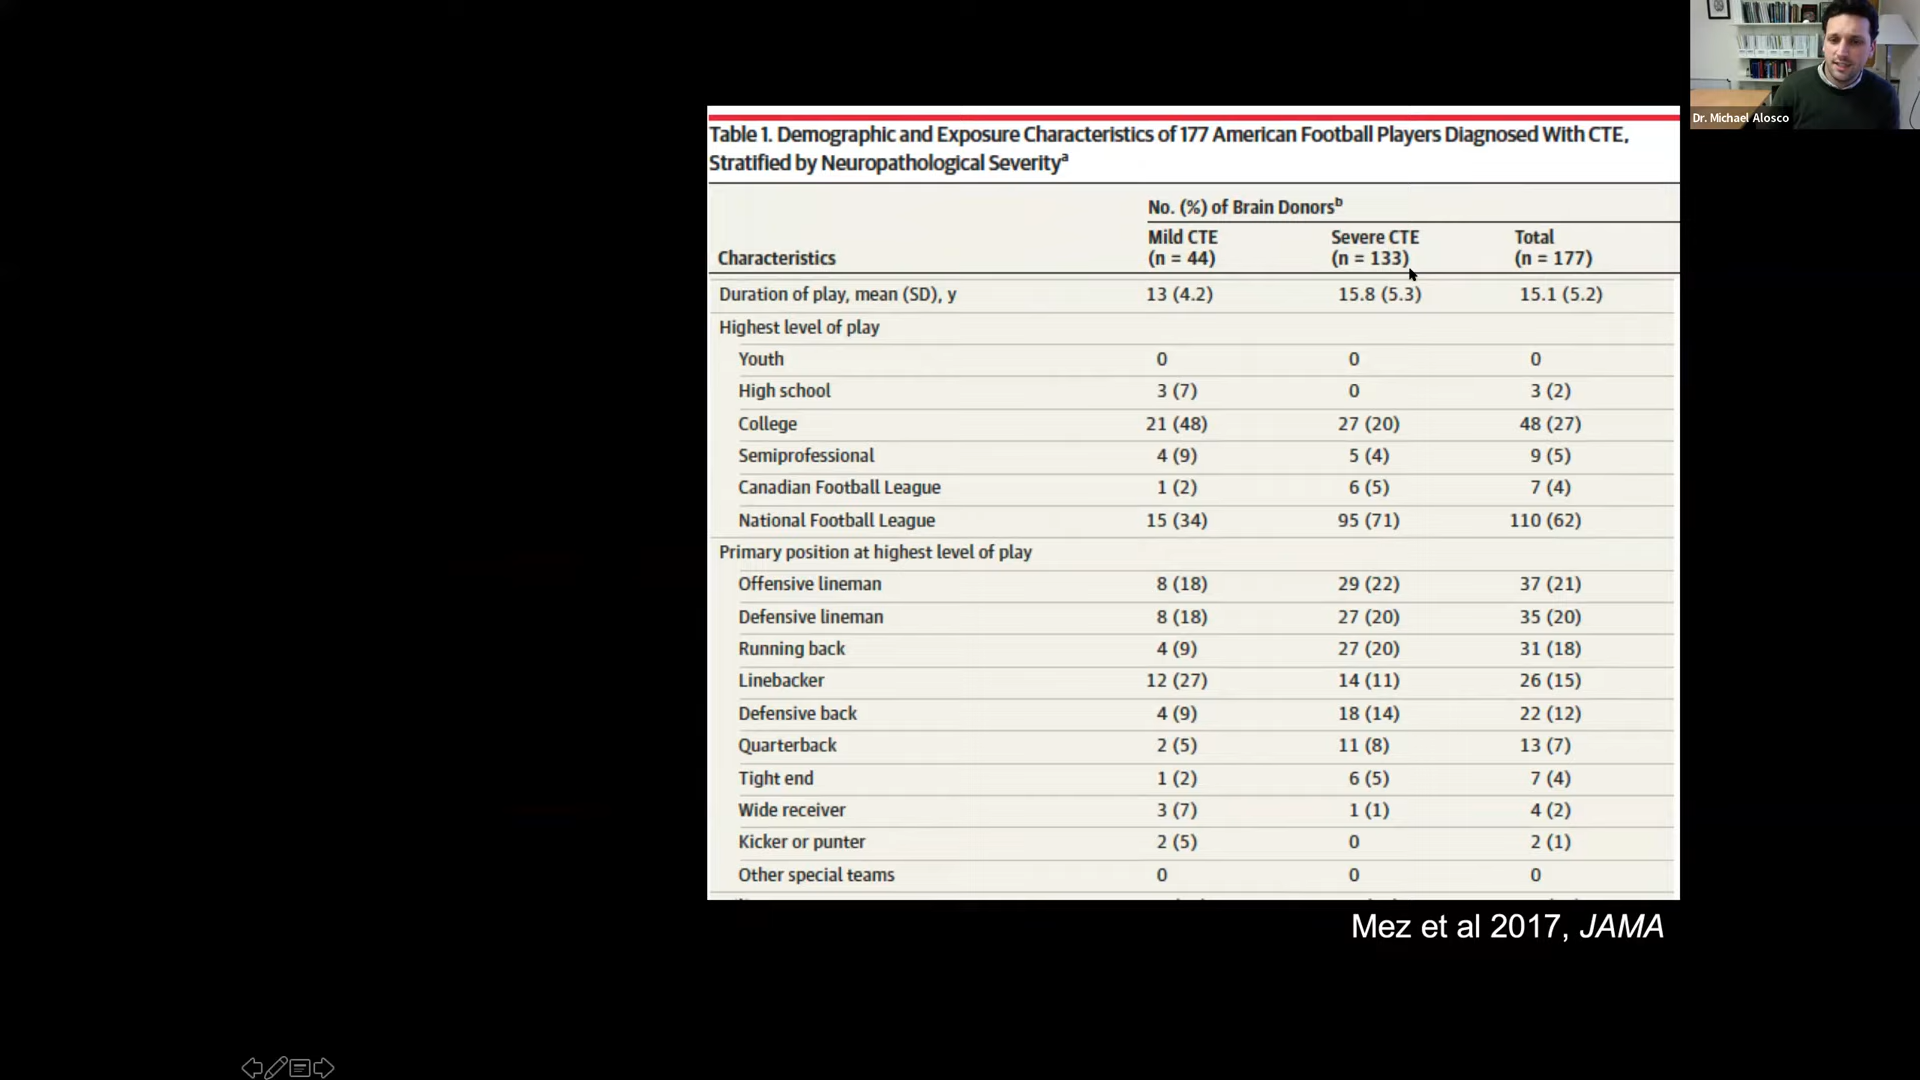 Dr. Michael Alosco
Table 1. Demographic and Exposure Characteristics of 177 American Football Players Diagnosed With CTE,
Stratified by Neuropathological Severityᵃ
No. (%) of Brain Donorsᵇ
Mild CTE Severe CTE Total
Characteristics (n = 44) (n = 133) (n = 177)
Duration of play, mean (SD), y 13 (4.2) 15.8 (5.3) 15.1 (5.2)
Highest level of play
Youth 0 0 0
High school 3 (7) 0 3 (2)
College 21 (48) 27 (20) 48 (27)
Semiprofessional 4 (9) 5 (4) 9 (5)
Canadian Football League 1 (2) 6 (5) 7 (4)
National Football League 15 (34) 95 (71) 110 (62)
Primary position at highest level of play
Offensive lineman 8 (18) 29 (22) 37 (21)
Defensive lineman 8 (18) 27 (20) 35 (20)
Running back 4 (9) 27 (20) 31 (18)
Linebacker 12 (27) 14 (11) 26 (15)
Defensive back 4 (9) 18 (14) 22 (12)
Quarterback 2 (5) 11 (8) 13 (7)
Tight end 1 (2) 6 (5) 7 (4)
Wide receiver 3 (7) 1 (1) 4 (2)
Kicker or punter 2 (5) 0 2 (1)
Other special teams 0 0 0
Mez et al 2017, JAMA